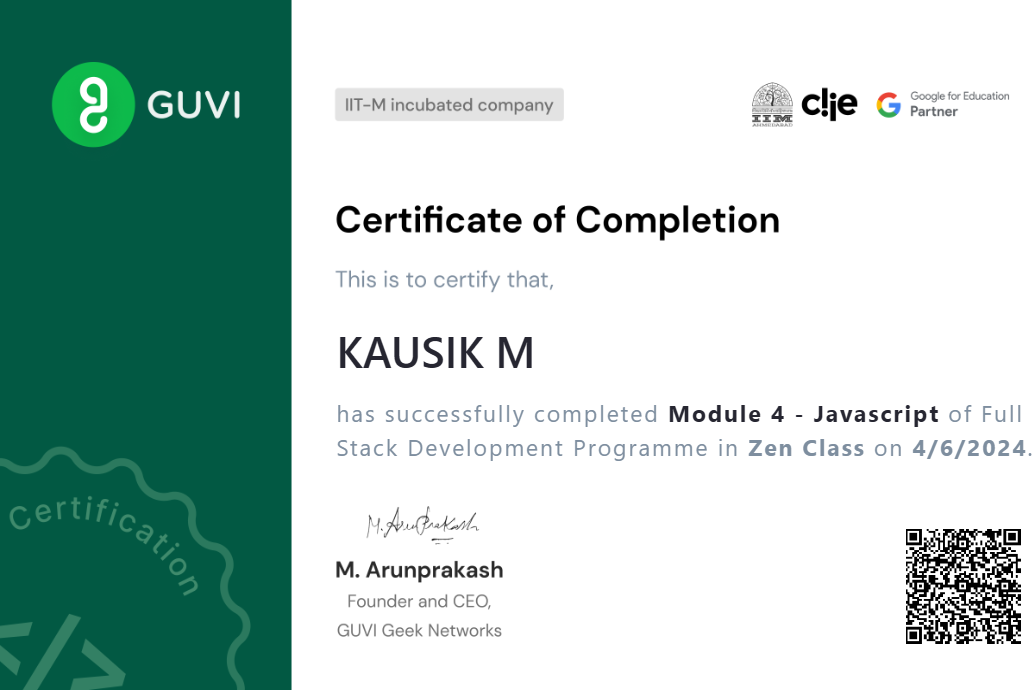 GUVI
IIT-M incubated company
IIM
AHMEDABAD
c!ie
Google for Education
Partner
Certificate of Completion
This is to certify that,
KAUSIK M
has successfully completed Module 4 - Javascript of Full
Stack Development Programme in Zen Class on 4/6/2024.
Certification
</>
M. Arunprakash
M. Arunprakash
Founder and CEO,
GUVI Geek Networks